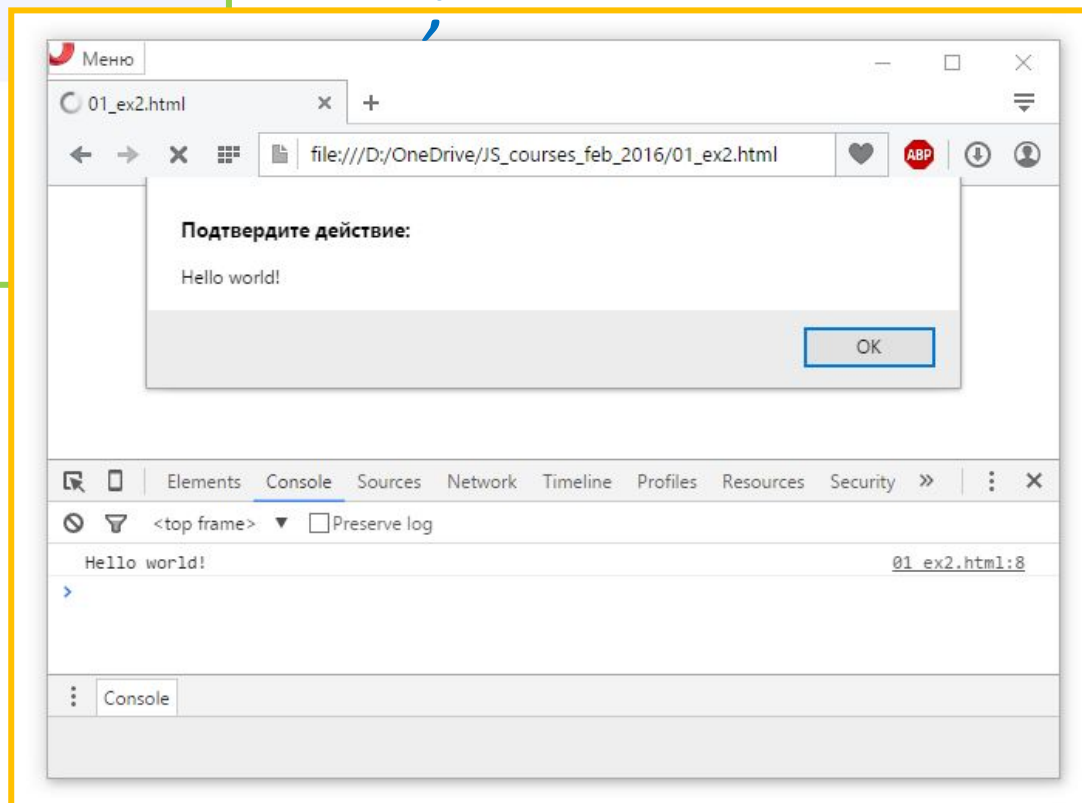 Меню
01_ex2.html
file:///D:/OneDrive/JS_courses_feb_2016/01_ex2.html
ABP
Подтвердите действие:
Hello world!
OK
Elements Console Sources Network Timeline Profiles Resources Security »
<top frame> ▼ Preserve log
Hello world! 01_ex2.html:8
>
Console